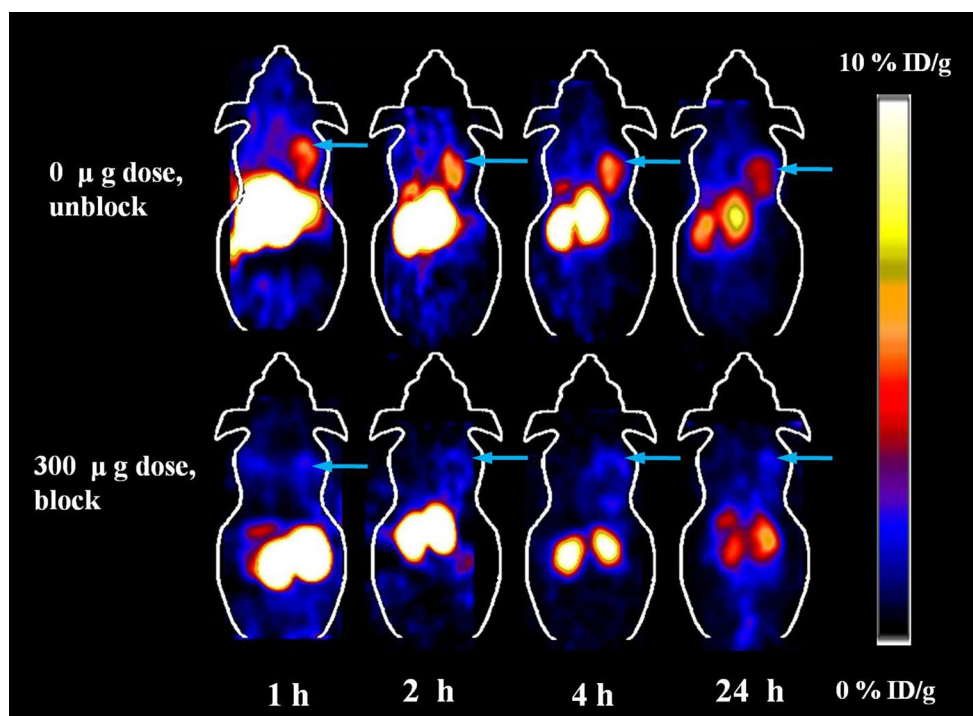 10 % ID/g
0 μ g dose,
unblock
300 μ g dose,
block
1 h
2 h
4 h
24 h
0 % ID/g